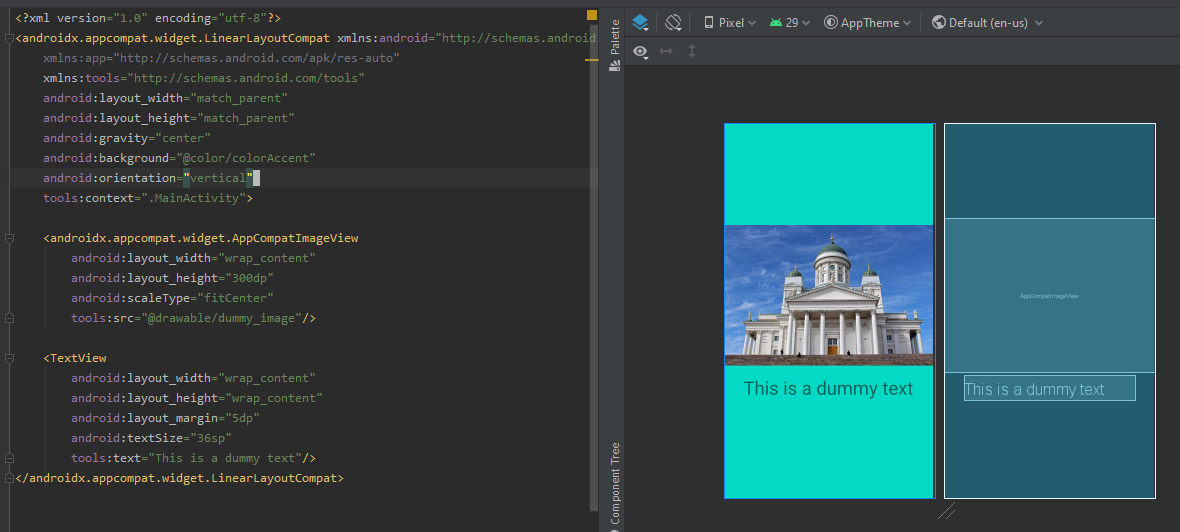 <?xml version="1.0" encoding="utf-8"?>
<androidx.appcompat.widget.LinearLayoutCompat xmlns:android="http://schemas.android.
xmlns:app="http://schemas.android.com/apk/res-auto"
xmlns:tools="http://schemas.android.com/tools"
android:layout_width="match_parent"
android:layout_height="match_parent"
android:gravity="center"
android:background="@color/colorAccent"
android:orientation="vertical"
tools:context=".MainActivity">
<androidx.appcompat.widget.AppCompatImageView
android:layout_width="wrap_content"
android:layout_height="300dp"
android:scaleType="fitCenter"
tools:src="@drawable/dummy_image"/>
<TextView
android:layout_width="wrap_content"
android:layout_height="wrap_content"
android:layout_margin="5dp"
android:textSize="36sp"
tools:text="This is a dummy text"/>
</androidx.appcompat.widget.LinearLayoutCompat>
Palette
Component Tree
Pixel 29 AppTheme Default (en-us)
This is a dummy text
AppCompatImageView
This is a dummy text